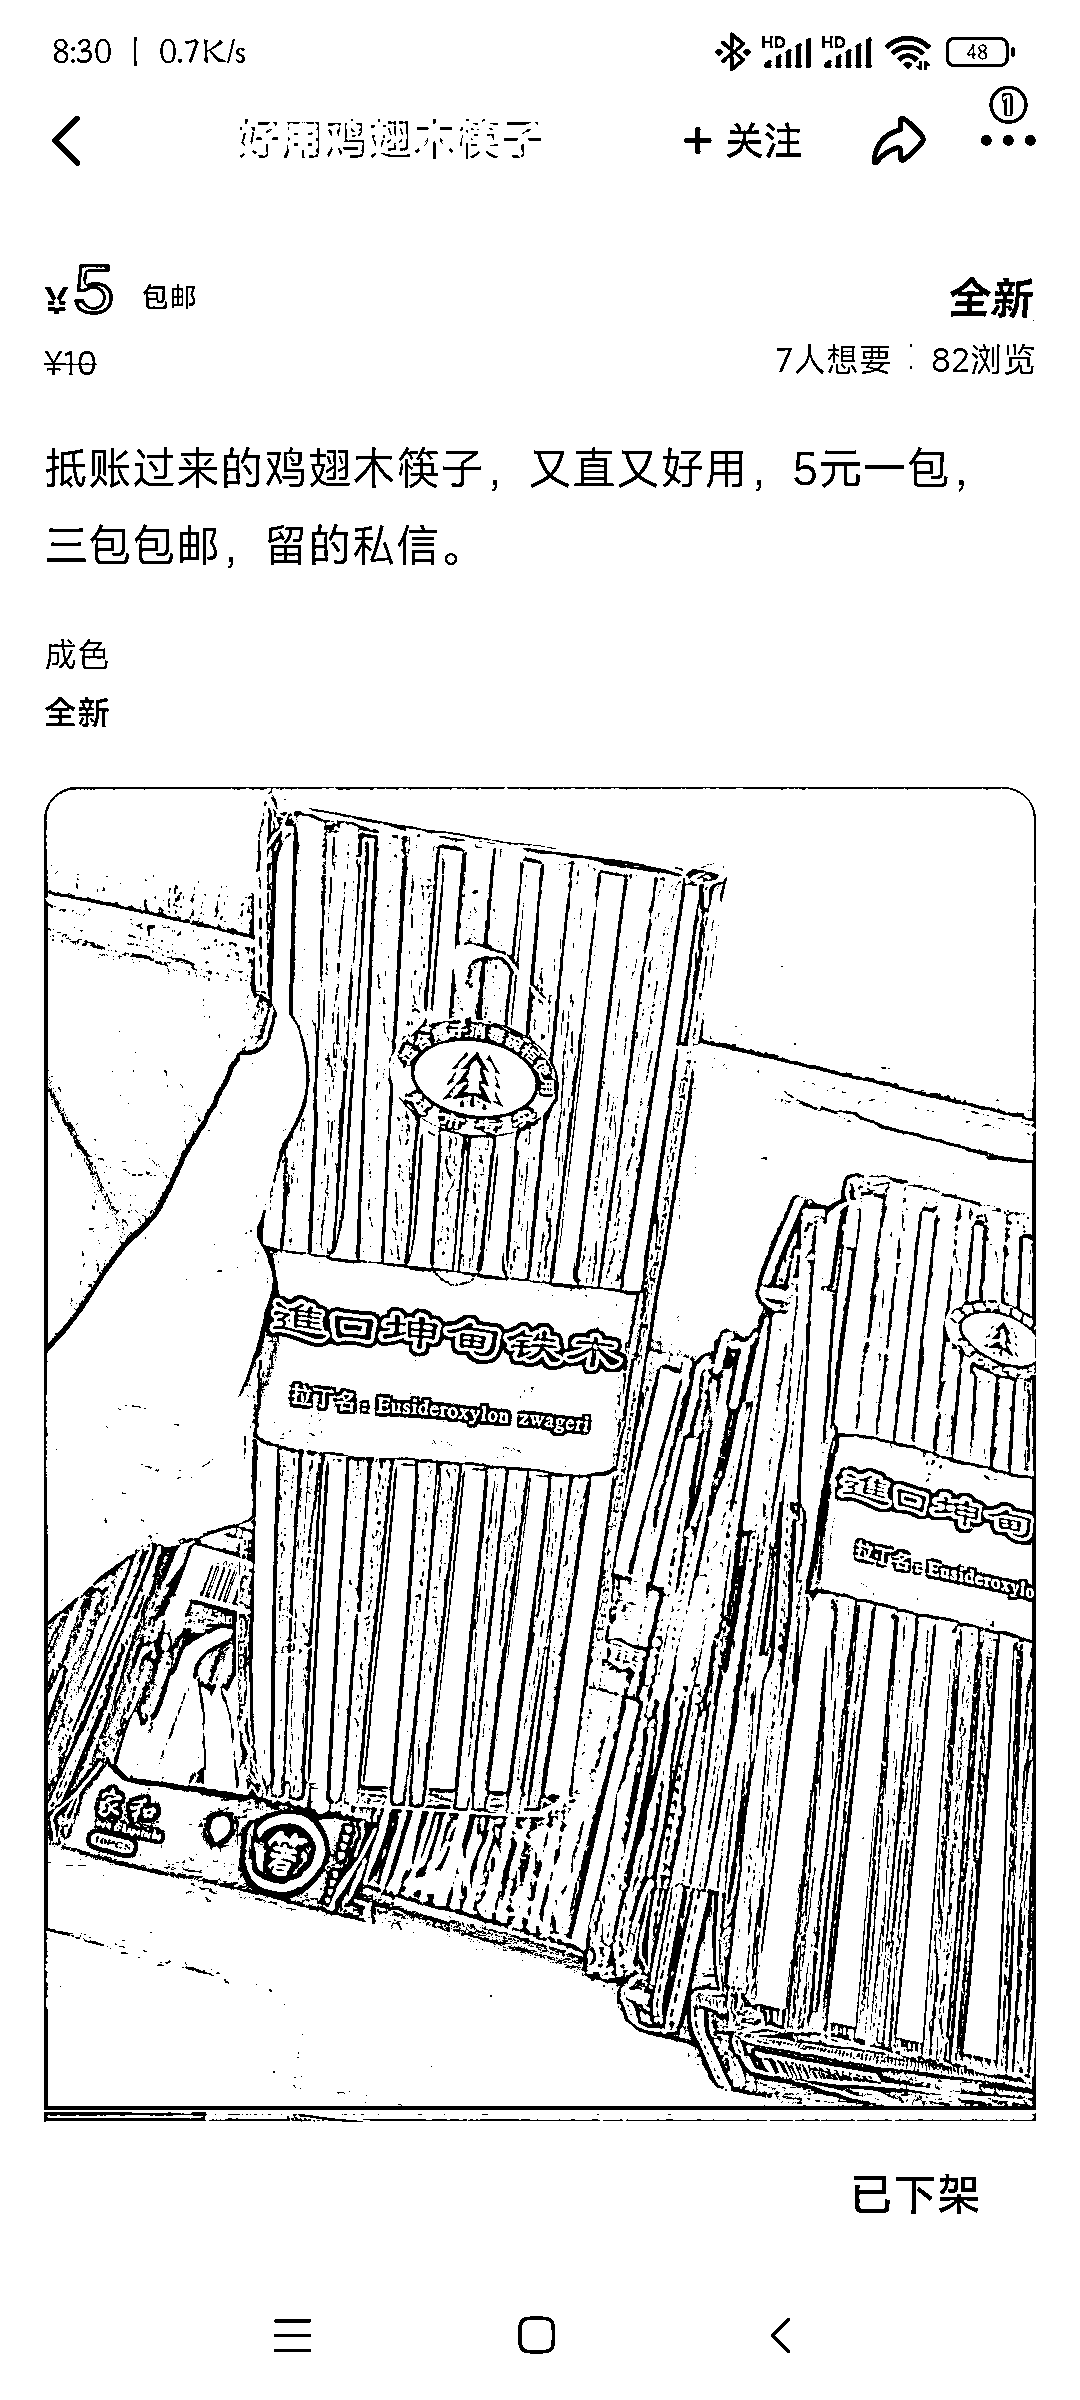 8:30 | 0.7K/s
HD HD 48
1
好用鸡翅木筷子 + 关注
¥5 包邮 全新
¥10 7人想要 82浏览
抵账过来的鸡翅木筷子，又直又好用，5元一包，
三包包邮，留的私信。
成色
全新
進口坤甸铁木
拉丁名：Eusideroxylon zwageri
進口坤甸
拉丁名：Eusideroxylo
家和
已下架